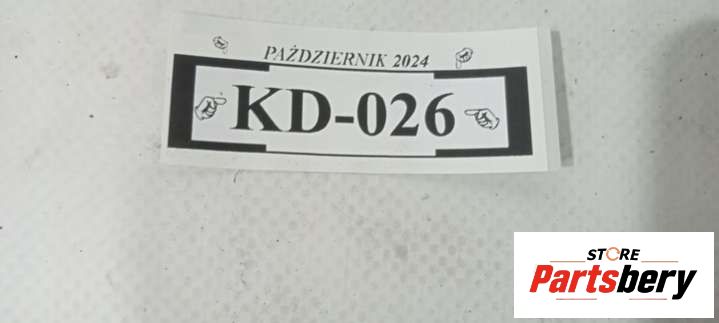 PAŹDZIERNIK 2024
KD-026
STORE
Partsbery